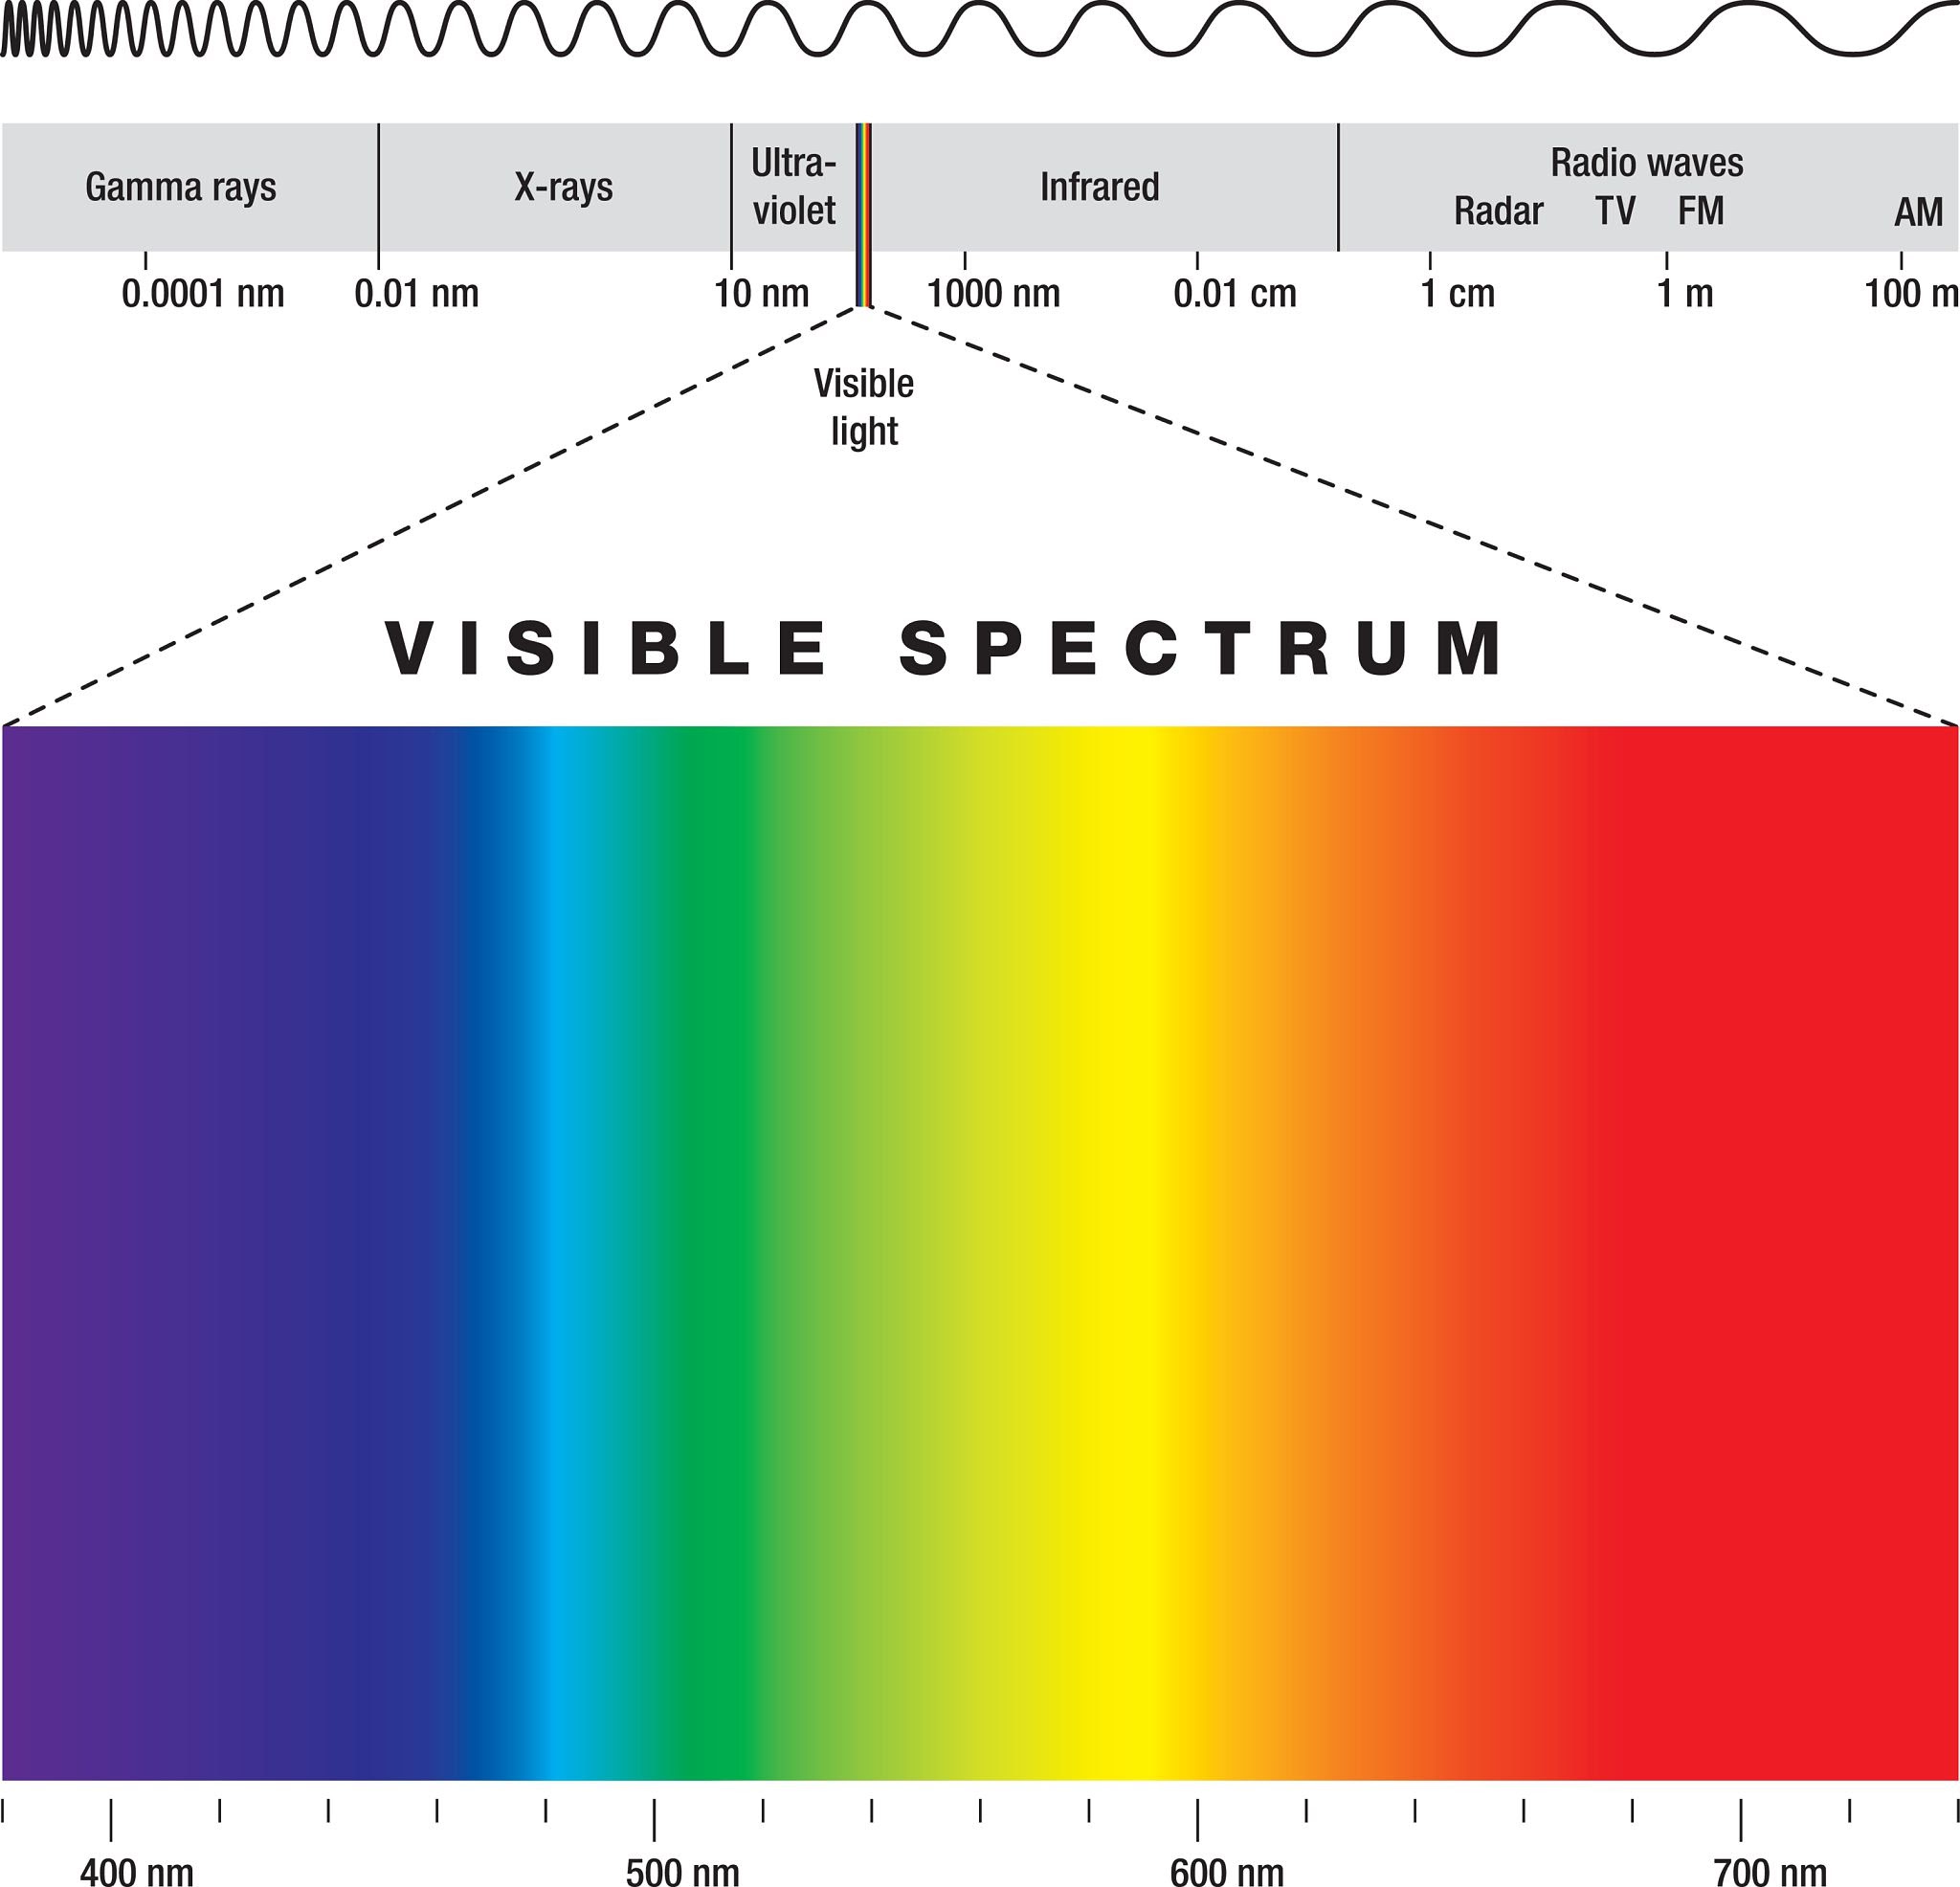 Gamma rays
X-rays
Ultra-
violet
Infrared
Radio waves
Radar TV FM AM
0.0001 nm 0.01 nm 10 nm 1000 nm 0.01 cm 1 cm 1 m 100 m
Visible
light
VISIBLE SPECTRUM
400 nm 500 nm 600 nm 700 nm